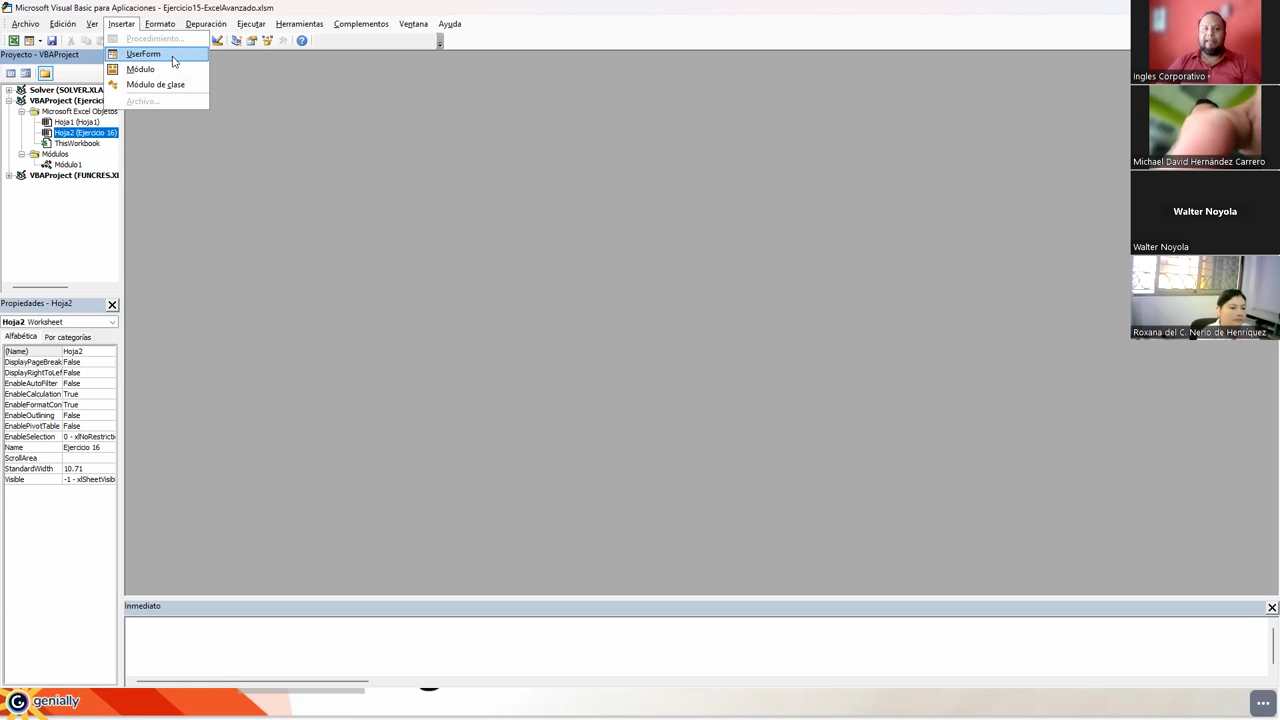 Microsoft Visual Basic para Aplicaciones - Ejercicio15-ExcelAvanzado.xlsm
Archivo Edición Ver Insertar Formato Depuración Ejecutar Herramientas Complementos Ventana Ayuda
Procedimiento...
UserForm
Módulo
Módulo de clase
Archivo...
Proyecto - VBAProject
Solver (SOLVER.XLA
VBAProject (Ejercici
Microsoft Excel Objetos
Hoja1 (Hoja1)
Hoja2 (Ejercicio 16)
ThisWorkbook
Módulos
Módulo1
VBAProject (FUNCRES.XL
Propiedades - Hoja2
Hoja2 Worksheet
Alfabética Por categorías
(Name) Hoja2
DisplayPageBreak False
DisplayRightToLef False
EnableAutoFilter False
EnableCalculation True
EnableFormatCon True
EnableOutlining False
EnablePivotTable False
EnableSelection 0 - xlNoRestricti
Name Ejercicio 16
ScrollArea
StandardWidth 10.71
Visible -1 - xlSheetVisib
Inmediato
Ingles Corporativo
Michael David Hernández Carrero
Walter Noyola
Walter Noyola
Roxana del C. Nerio de Henríquez
genially